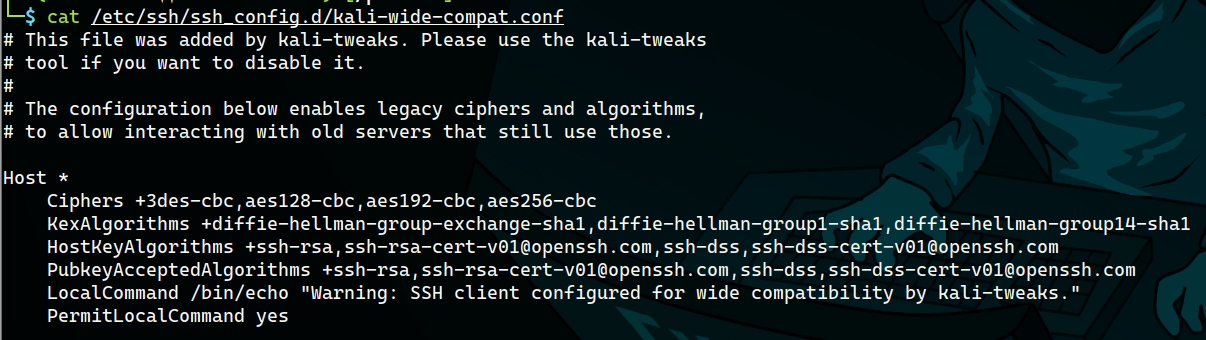 └─$ cat /etc/ssh/ssh_config.d/kali-wide-compat.conf
# This file was added by kali-tweaks. Please use the kali-tweaks
# tool if you want to disable it.
#
# The configuration below enables legacy ciphers and algorithms,
# to allow interacting with old servers that still use those.

Host *
    Ciphers +3des-cbc,aes128-cbc,aes192-cbc,aes256-cbc
    KexAlgorithms +diffie-hellman-group-exchange-sha1,diffie-hellman-group1-sha1,diffie-hellman-group14-sha1
    HostKeyAlgorithms +ssh-rsa,ssh-rsa-cert-v01@openssh.com,ssh-dss,ssh-dss-cert-v01@openssh.com
    PubkeyAcceptedAlgorithms +ssh-rsa,ssh-rsa-cert-v01@openssh.com,ssh-dss,ssh-dss-cert-v01@openssh.com
    LocalCommand /bin/echo "Warning: SSH client configured for wide compatibility by kali-tweaks."
    PermitLocalCommand yes